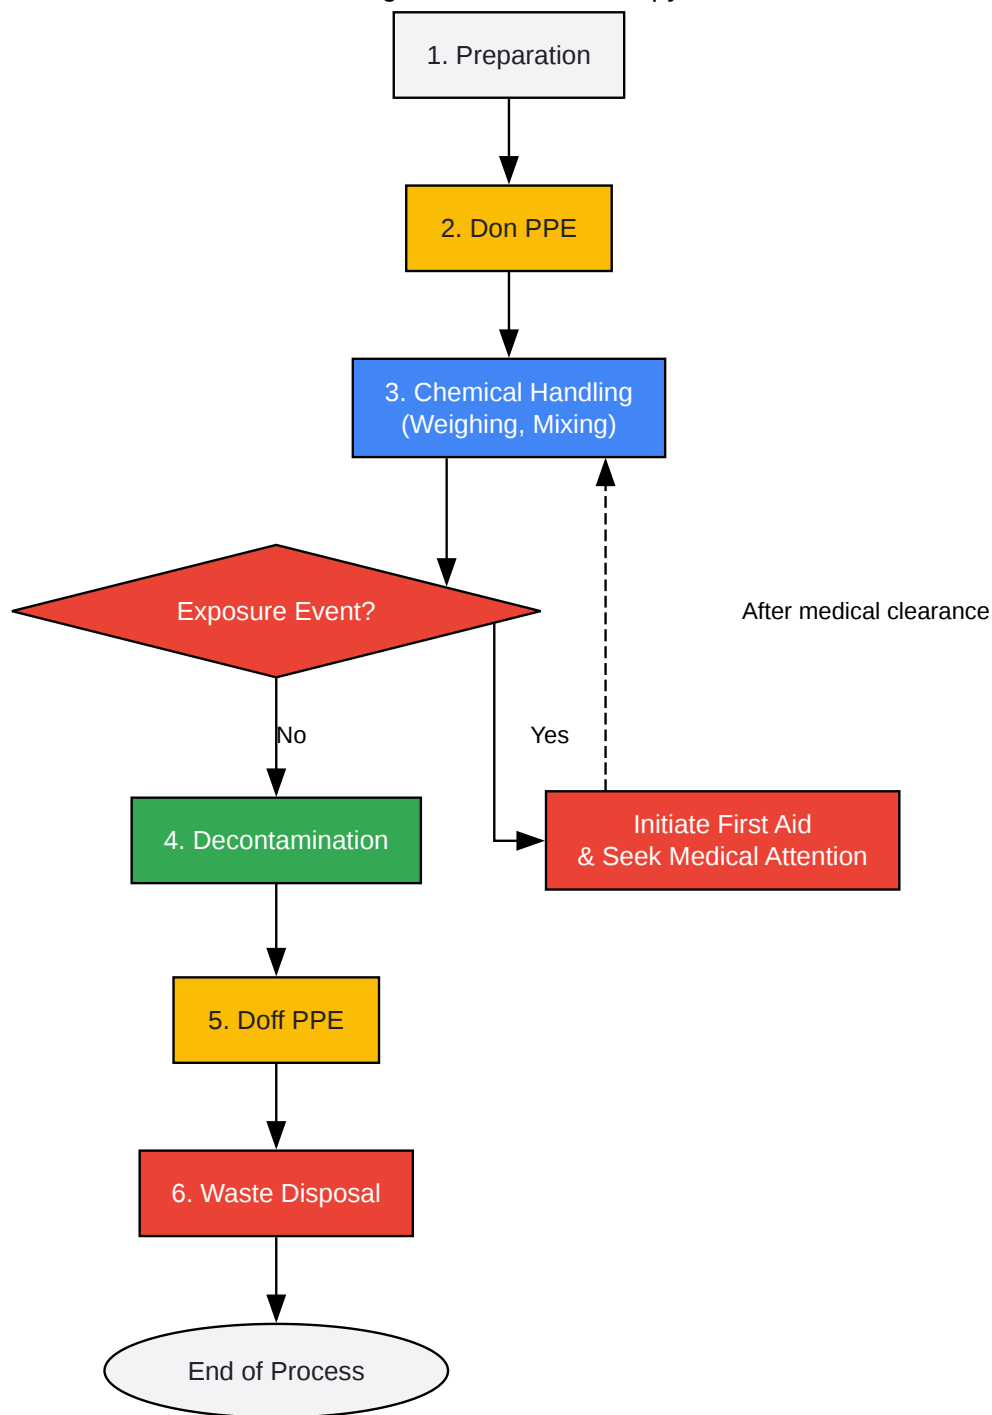 1. Preparation
2. Don PPE
3. Chemical Handling
(Weighing, Mixing)
Exposure Event?
After medical clearance
No
Yes
Initiate First Aid
& Seek Medical Attention
4. Decontamination
5. Doff PPE
6. Waste Disposal
End of Process